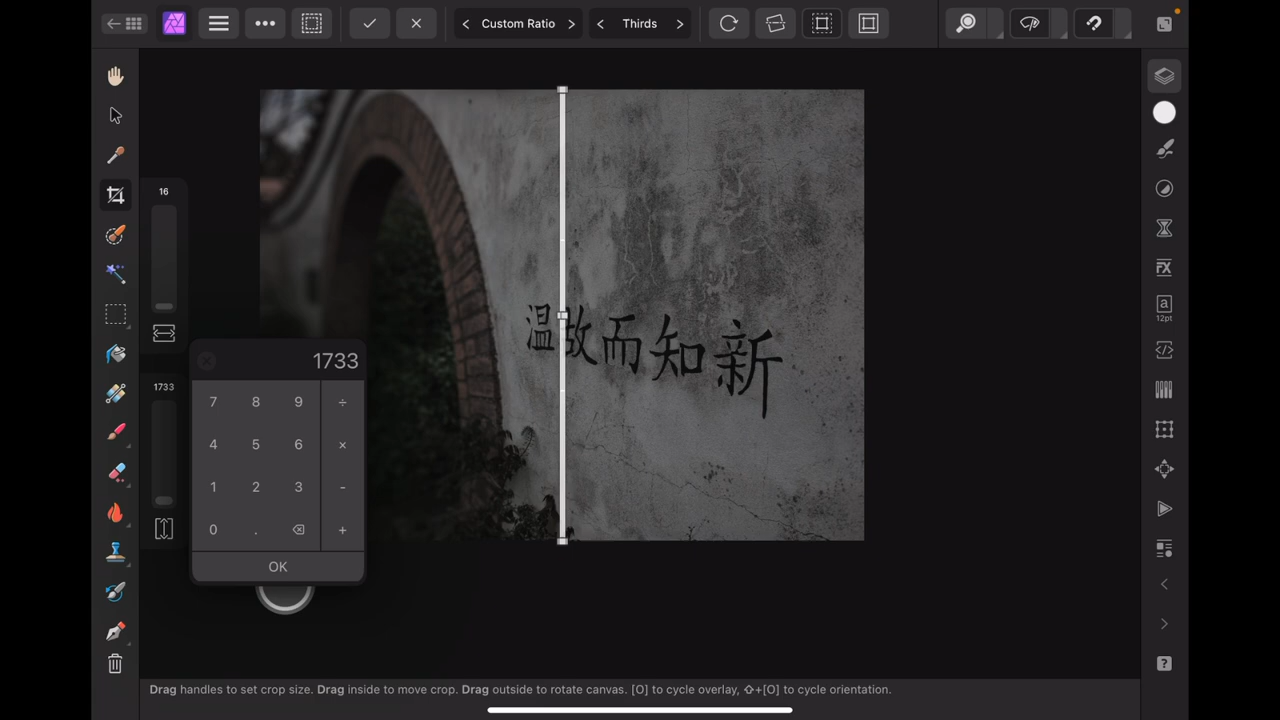 Custom Ratio
Thirds
16
1733
1733
7 8 9 ÷
4 5 6 ×
1 2 3 -
0 . +
OK
温故而知新
FX
a
12pt
?
Drag handles to set crop size. Drag inside to move crop. Drag outside to rotate canvas. [O] to cycle overlay, ⇧+[O] to cycle orientation.